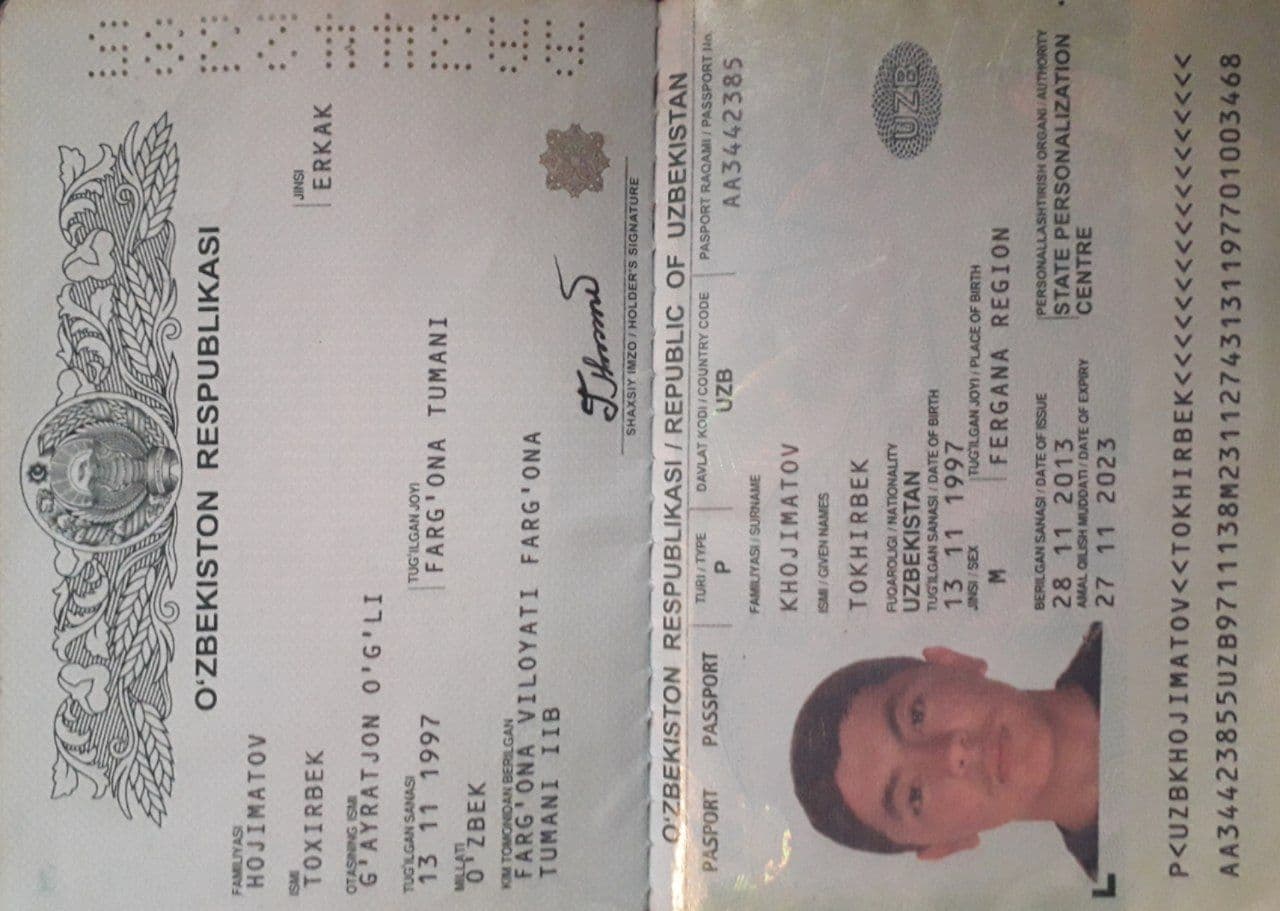 O‘ZBEKISTON RESPUBLIKASI
FAMILIYASI
HOJIMATOV
ISMI
TOXIRBEK
JINSI
ERKAK
OTASINING ISMI
G'AYRATJON O'G'LI
TUG'ILGAN SANASI
13 11 1997
TUG'ILGAN JOYI
FARG'ONA TUMANI
MILLATI
O'ZBEK
KIM TOMONIDAN BERILGAN
FARG'ONA VILOYATI FARG'ONA
TUMANI IIB
SHAXSIY IMZO / HOLDER'S SIGNATURE
AA3442385
O‘ZBEKISTON RESPUBLIKASI / REPUBLIC OF UZBEKISTAN
PASPORT PASSPORT
TURI / TYPE
P
DAVLAT KODI / COUNTRY CODE
UZB
PASPORT RAQAMI / PASSPORT No.
AA3442385
FAMILIYASI / SURNAME
KHOJIMATOV
ISMI / GIVEN NAMES
TOKHIRBEK
FUQAROLIGI / NATIONALITY
UZBEKISTAN
TUG'ILGAN SANASI / DATE OF BIRTH
13 11 1997
JINSI / SEX
M
TUG'ILGAN JOYI / PLACE OF BIRTH
FERGANA REGION
UZB
BERILGAN SANASI / DATE OF ISSUE
28 11 2013
AMAL QILISH MUDDATI / DATE OF EXPIRY
27 11 2023
PERSONALLASHTIRISH ORGANI / AUTHORITY
STATE PERSONALIZATION
CENTRE
P<UZBKHOJIMATOV<<TOKHIRBEK<<<<<<<<<<<<<<<<<<
AA34423855UZB9711138M23112743131197701003468